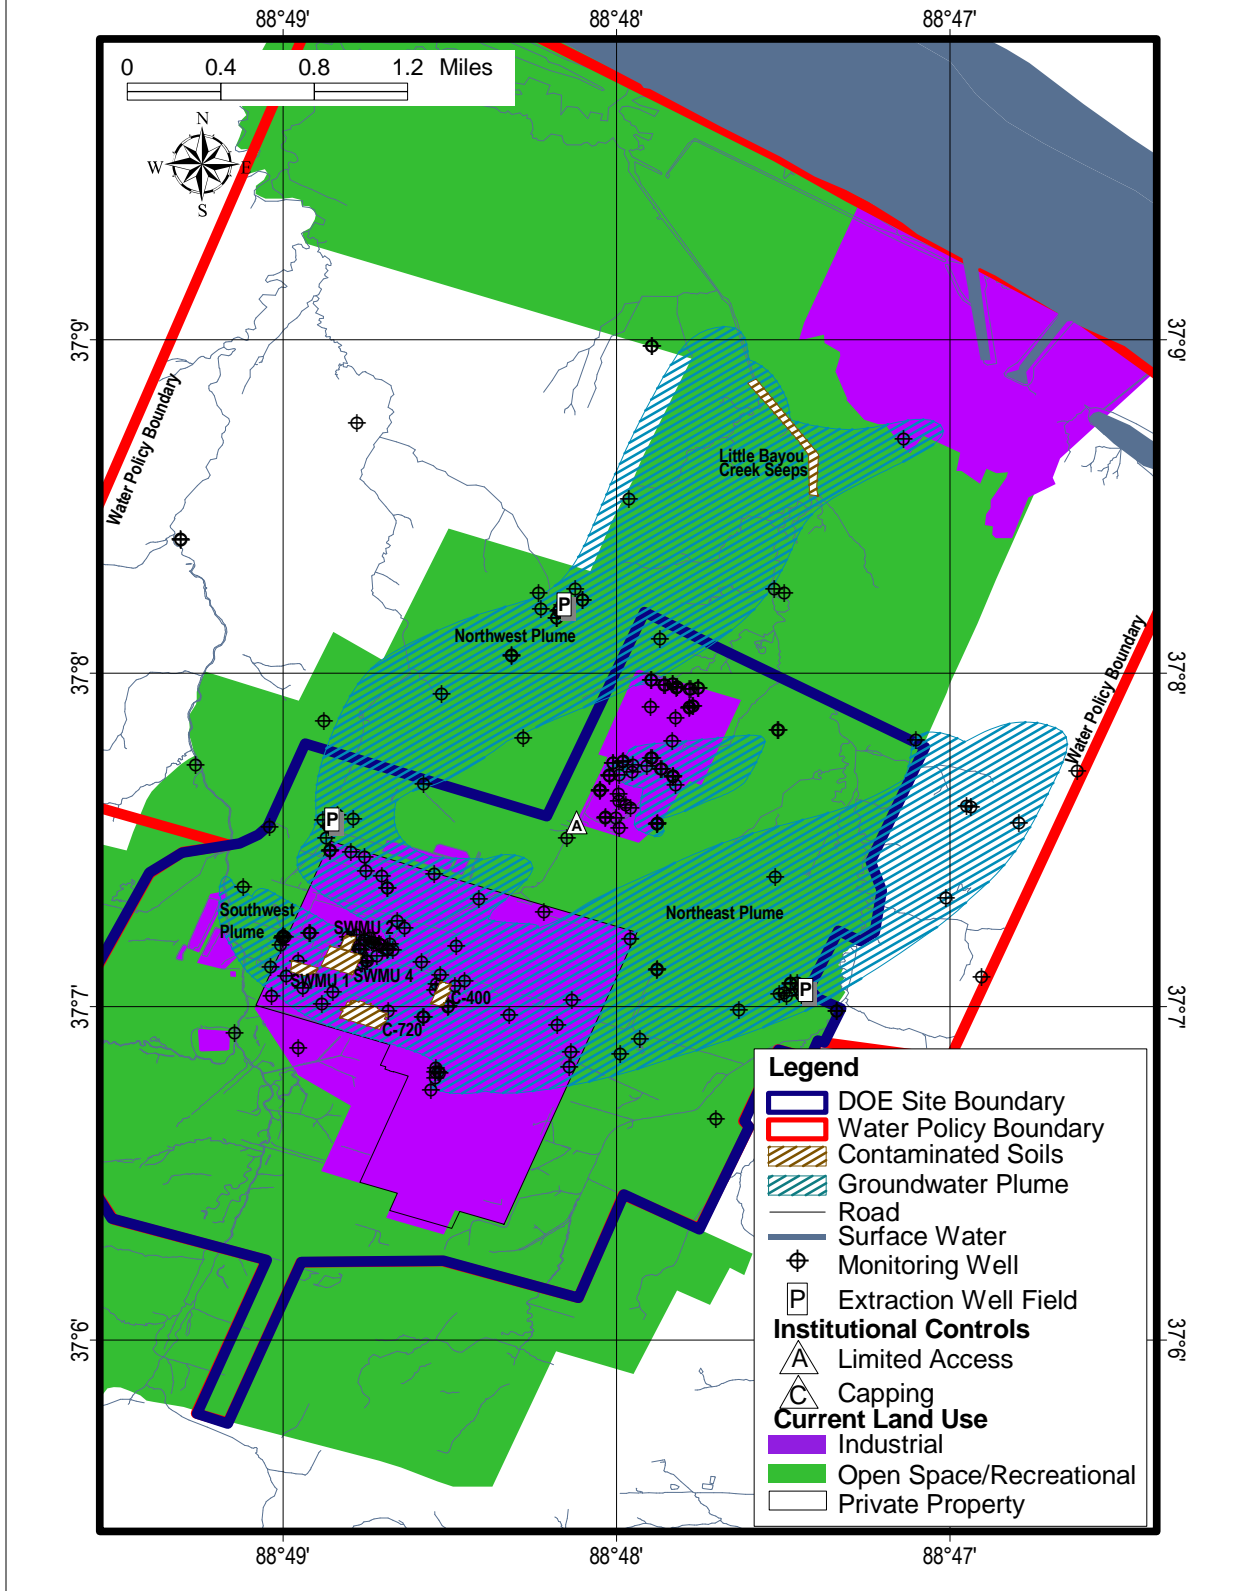 88°49'
88°48'
88°47'
0 0.4 0.8 1.2 Miles
N
W E
S
37°9'
37°9'
Water Policy Boundary
Little Bayou
Creek Seeps
P
Northwest Plume
Water Policy Boundary
37°8'
37°8'
P
A
Southwest
Plume
Northeast Plume
SWMU 2
SWMU 1
SWMU 4
C-400
P
C-720
37°7'
37°7'
Legend
DOE Site Boundary
Water Policy Boundary
Contaminated Soils
Groundwater Plume
Road
Surface Water
Monitoring Well
P Extraction Well Field
Institutional Controls
A Limited Access
C Capping
Current Land Use
Industrial
Open Space/Recreational
Private Property
37°6'
37°6'
88°49'
88°48'
88°47'